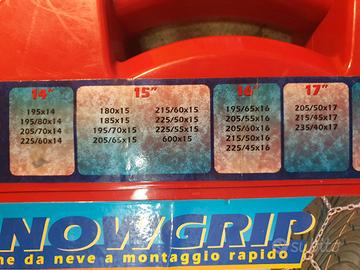 14"
195x14
195/80x14
205/70x14
225/60x14
15"
180x15
185x15
195/70x15
205/65x15
215/60x15
225/50x15
225/55x15
600x15
16"
195/65x16
205/55x16
205/60x16
215/50x16
225/45x16
17"
205/50x17
215/45x17
235/40x17
NOWGRIP
ne da neve a montaggio rapido
subito